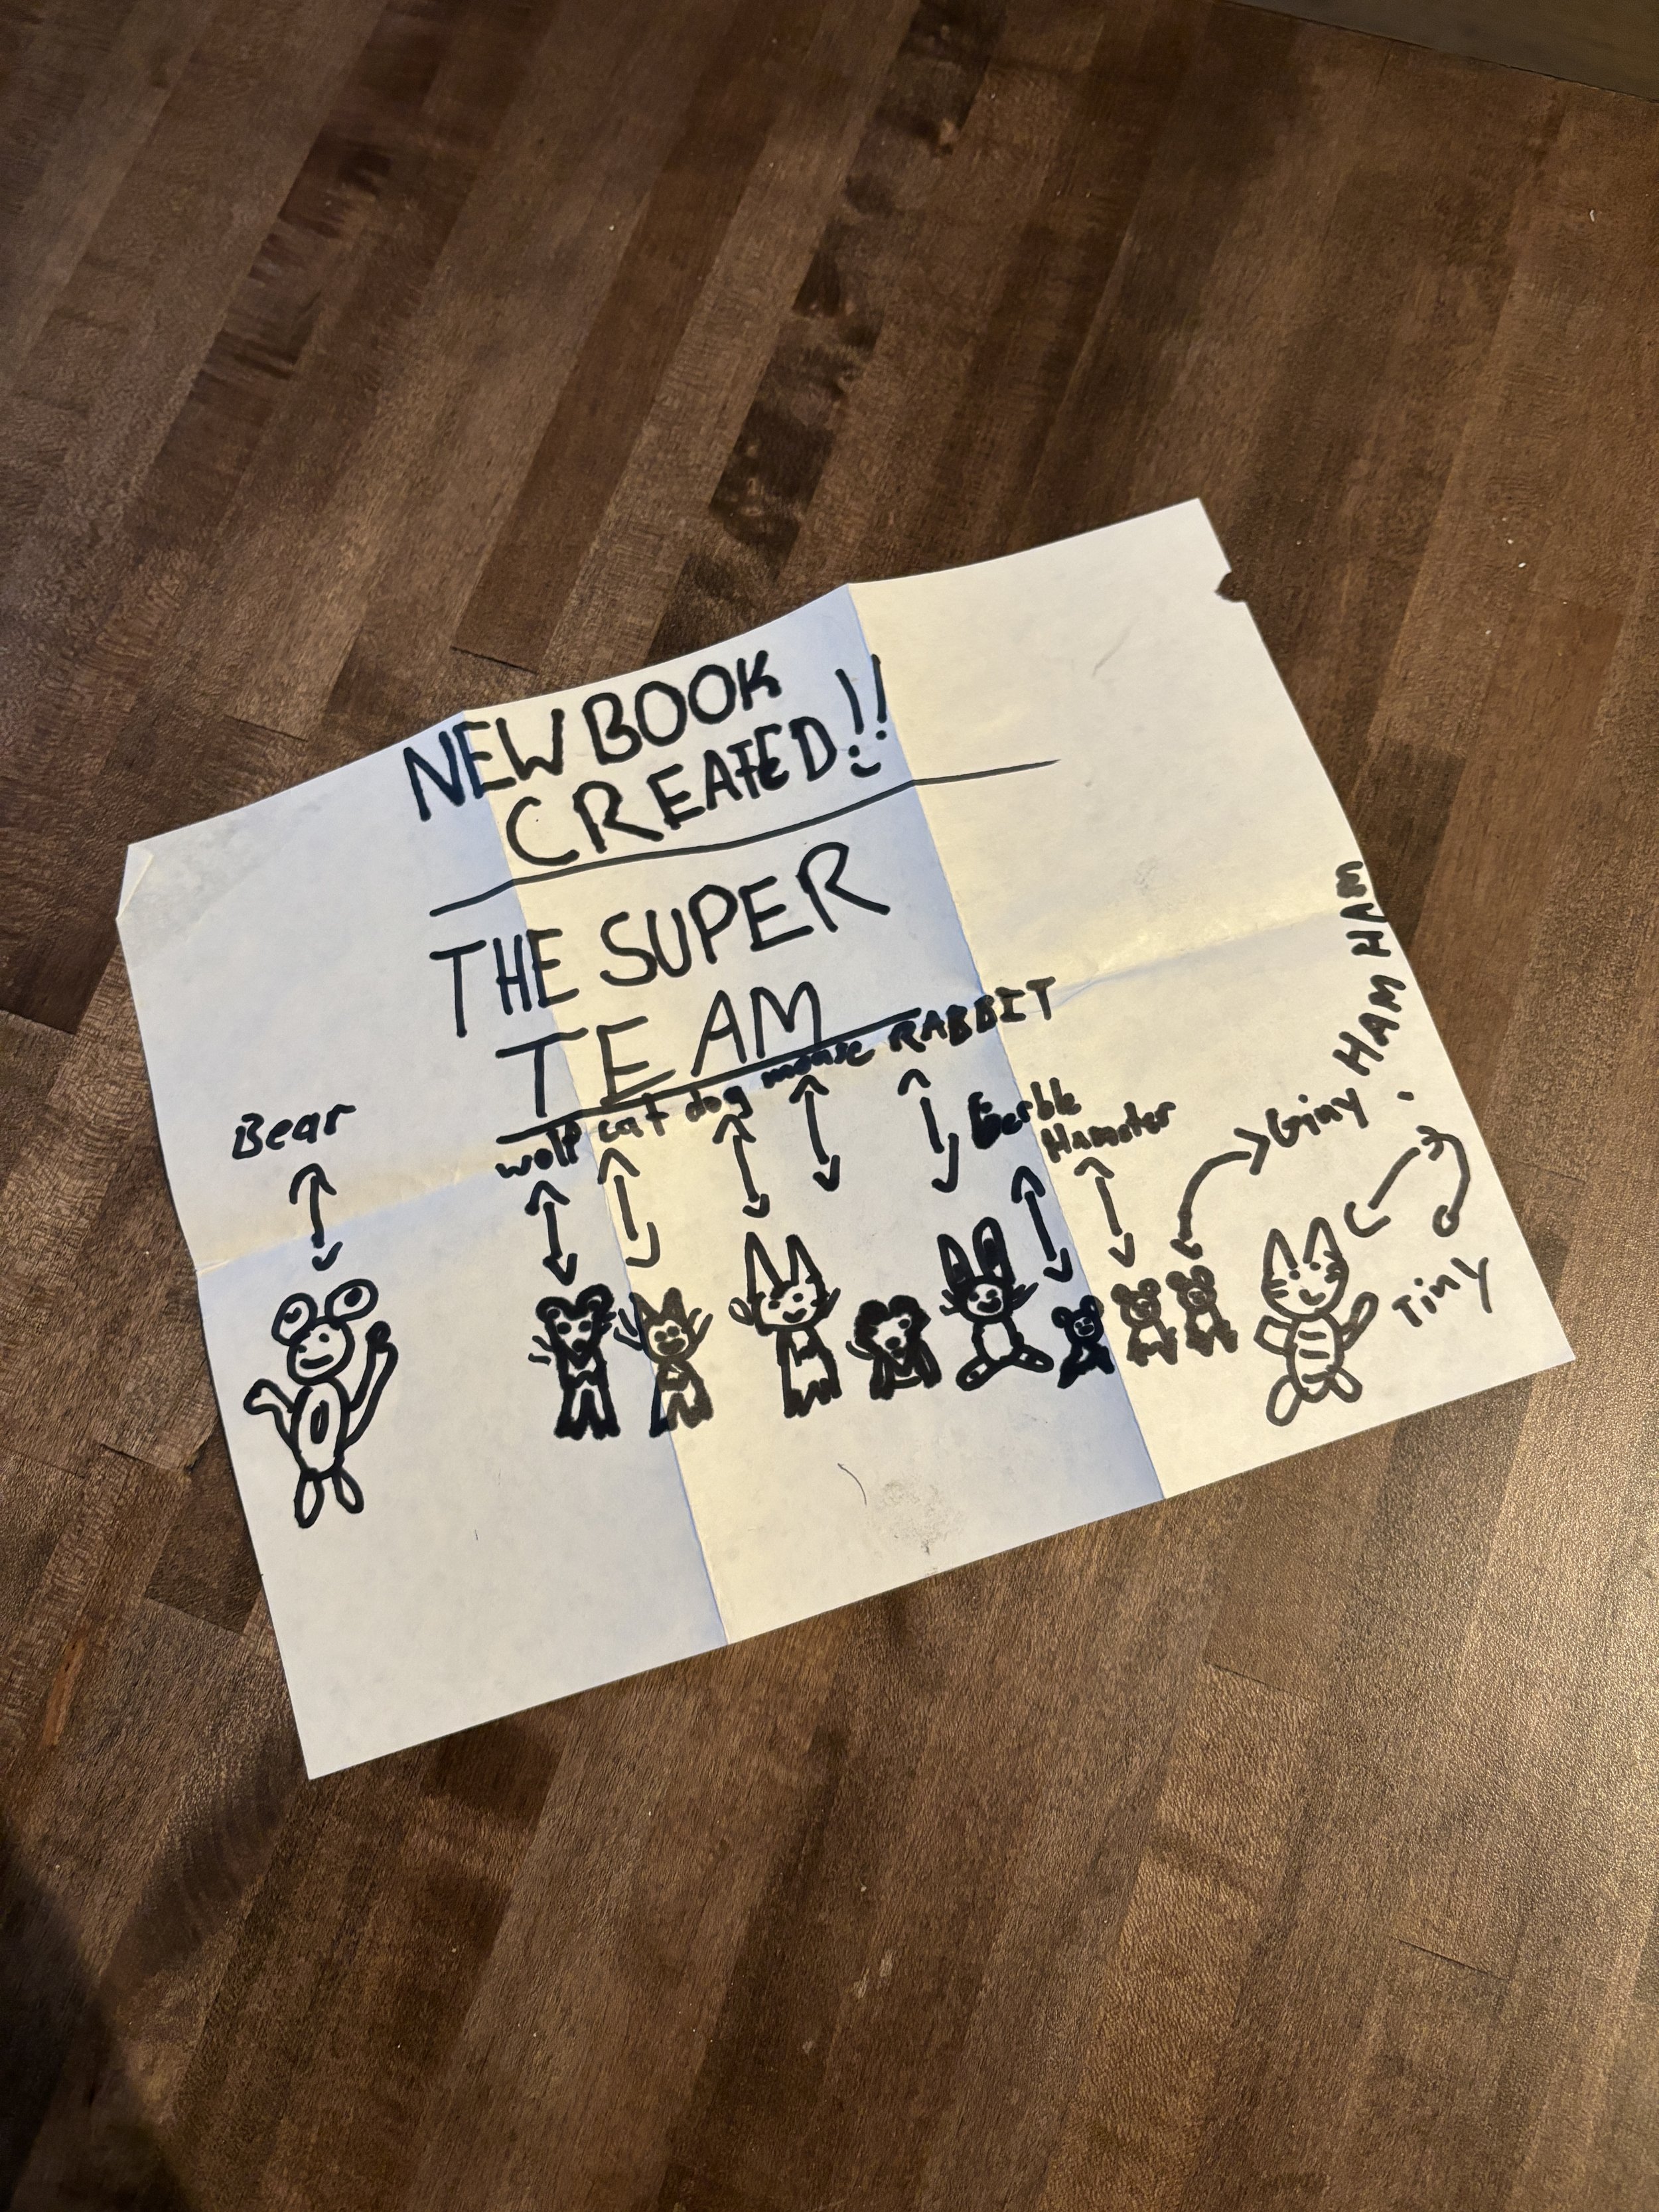 NEW BOOK
CREATED!!
THE SUPER
TEAM
Bear
wolf cat dog mouse RABBIT
Gerble
Hamster
Giny
HAM HAM
Tiny